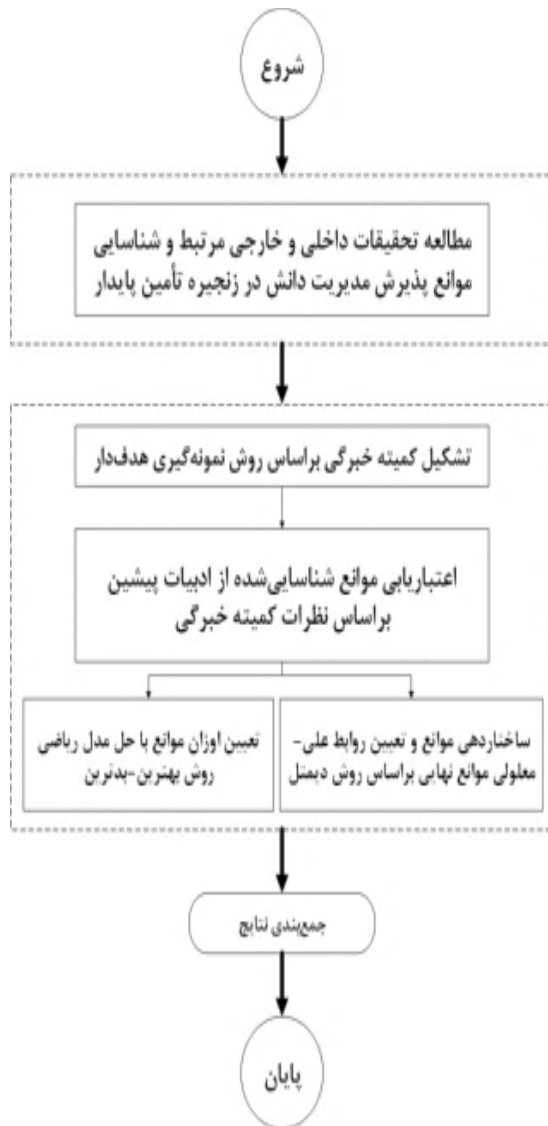 شروع
مطالعه تحقیقات داخلی و خارجی مرتبط و شناسایی
موانع پذیرش مدیریت دانش در زنجیره تأمین پایدار
تشکیل کمیته خبرگی براساس روش نمونه‌گیری هدف‌دار
اعتباریابی موانع شناسایی‌شده از ادبیات پیشین
براساس نظرات کمیته خبرگی
ساختاردهی موانع و تعیین روابط علی-
معلولی موانع نهایی براساس روش دیمتل
تعیین اوزان موانع با حل مدل ریاضی
روش بهترین-بدترین
جمع‌بندی نتایج
پایان